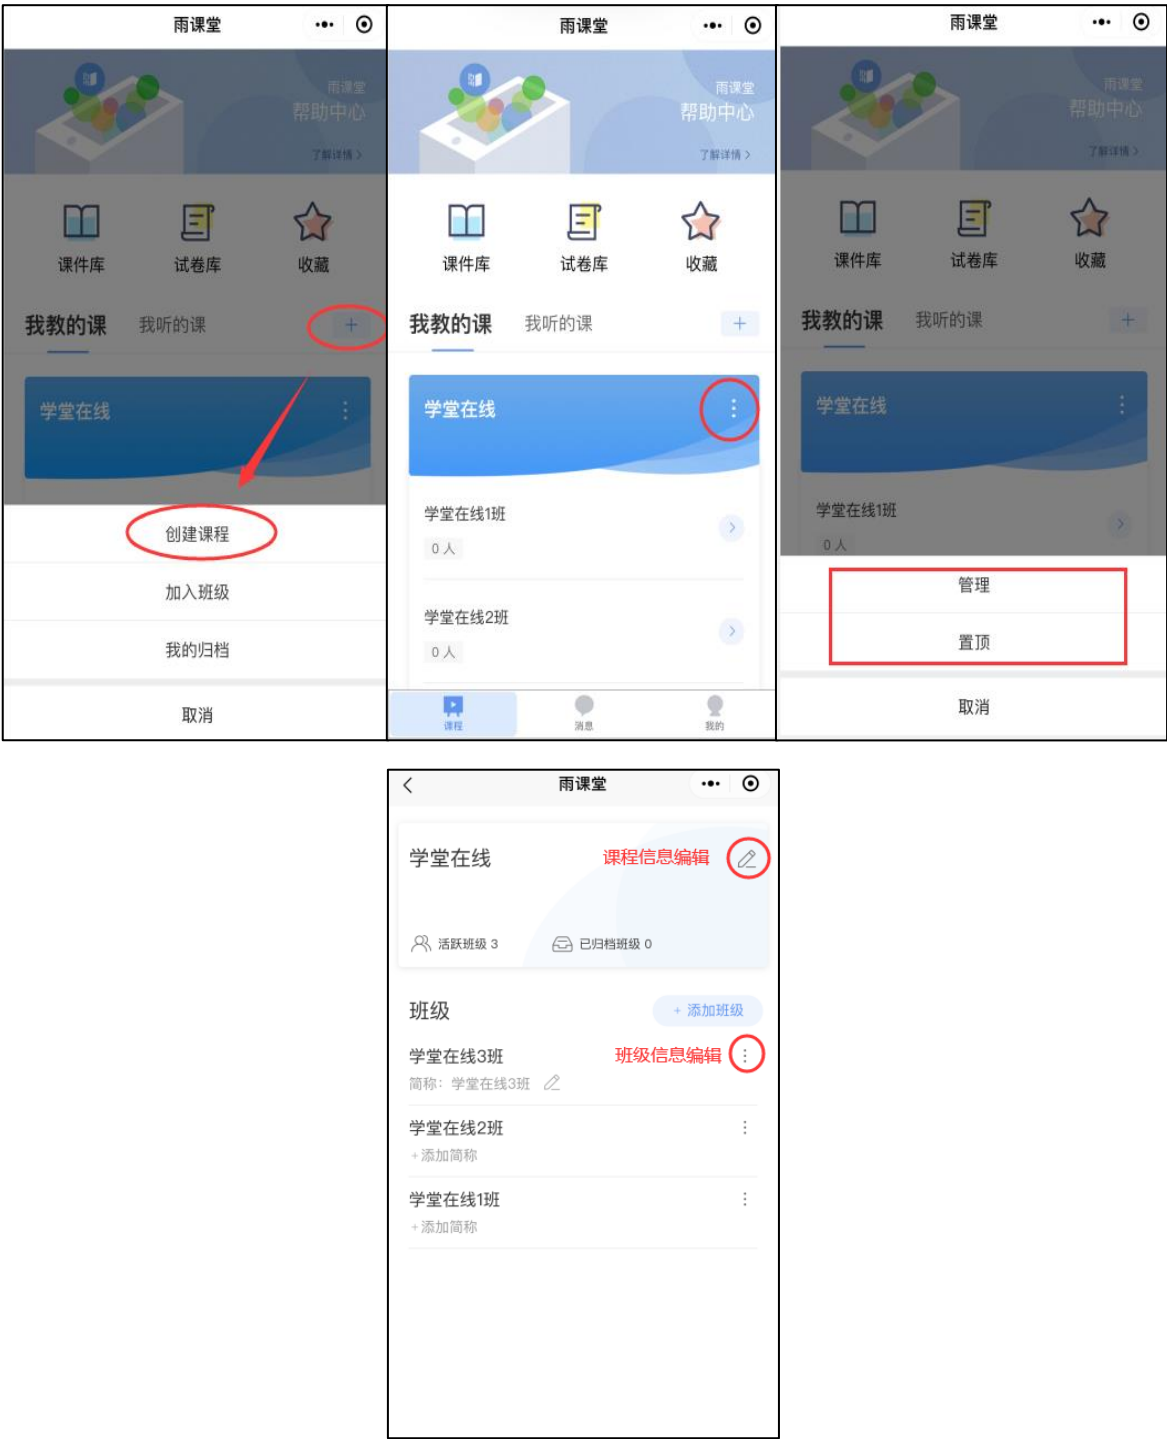 雨课堂
雨课堂
帮助中心
了解详情 >
课件库
试卷库
收藏
我教的课
我听的课
+
学堂在线
创建课程
加入班级
我的归档
取消
雨课堂
雨课堂
帮助中心
了解详情 >
课件库
试卷库
收藏
我教的课
我听的课
+
学堂在线
学堂在线1班
0 人
学堂在线2班
0 人
课程
消息
我的
雨课堂
雨课堂
帮助中心
了解详情 >
课件库
试卷库
收藏
我教的课
我听的课
+
学堂在线
学堂在线1班
0 人
管理
置顶
取消
雨课堂
学堂在线
课程信息编辑
活跃班级 3
已归档班级 0
班级
+ 添加班级
学堂在线3班
班级信息编辑
简称：学堂在线3班
学堂在线2班
+ 添加简称
学堂在线1班
+ 添加简称